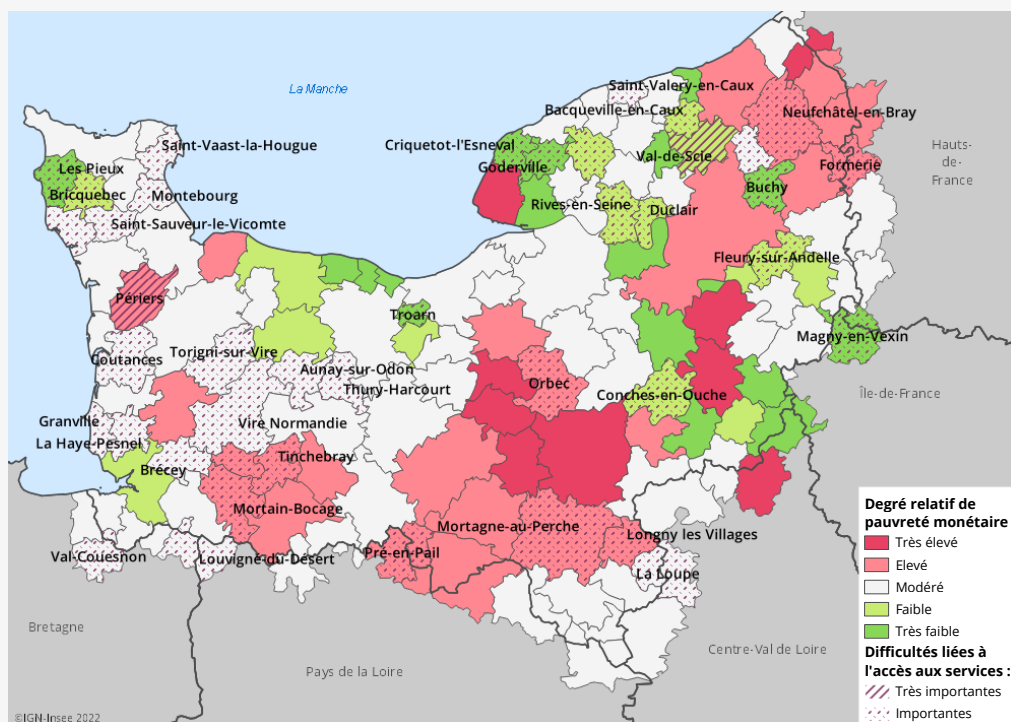 La Manche
Saint-Valery-en-Caux
Bacqueville-en-Caux
Neufchâtel-en-Bray
Saint-Vaast-la-Hougue
Criquetot-l'Esneval
Hauts-
de-
France
Les Pieux
Goderville
Val-de-Scie
Formerie
Bricquebec
Montebourg
Buchy
Rives-en-Seine
Duclair
Saint-Sauveur-le-Vicomte
Fleury-sur-Andelle
Périers
Troarn
Magny-en-Vexin
Coutances
Torigni-sur-Vire
Aunay-sur-Odon
Orbec
Thury-Harcourt
Conches-en-Ouche
Île-de-France
Granville
Vire Normandie
La Haye-Pesnel
Tinchebray
Brécey
Mortain-Bocage
Mortagne-au-Perche
Longny les Villages
Val-Couesnon
Louvigné-du-Désert
Pré-en-Pail
La Loupe
Bretagne
Pays de la Loire
Centre-Val de Loire
©IGN-Insee 2022
Degré relatif de
pauvreté monétaire
Très élevé
Elevé
Modéré
Faible
Très faible
Difficultés liées à
l'accès aux services :
Très importantes
Importantes